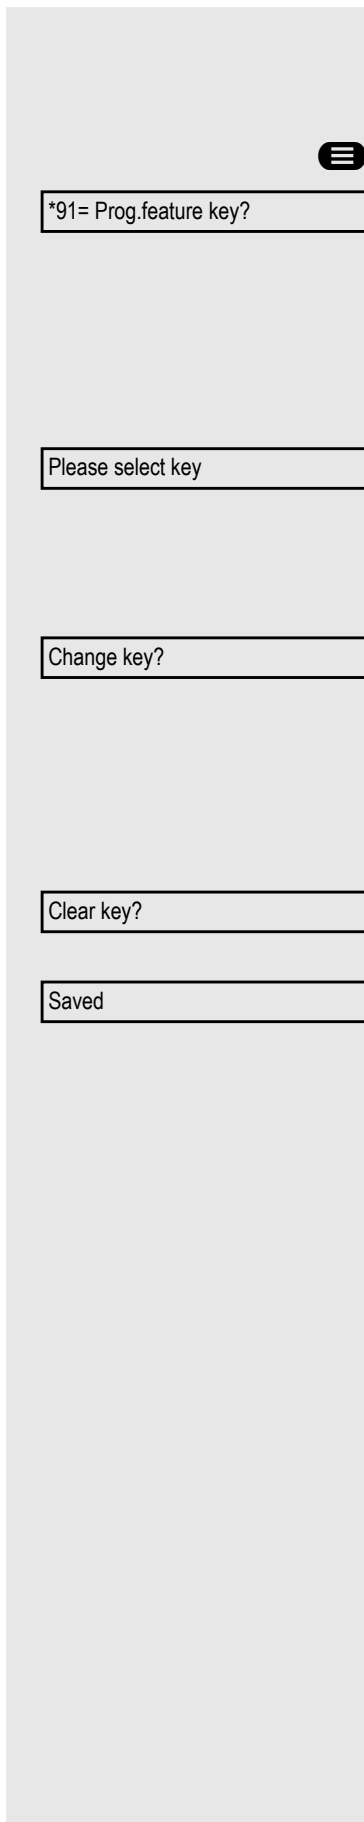 *91= Prog.feature key?
Please select key
Change key?
Clear key?
Saved